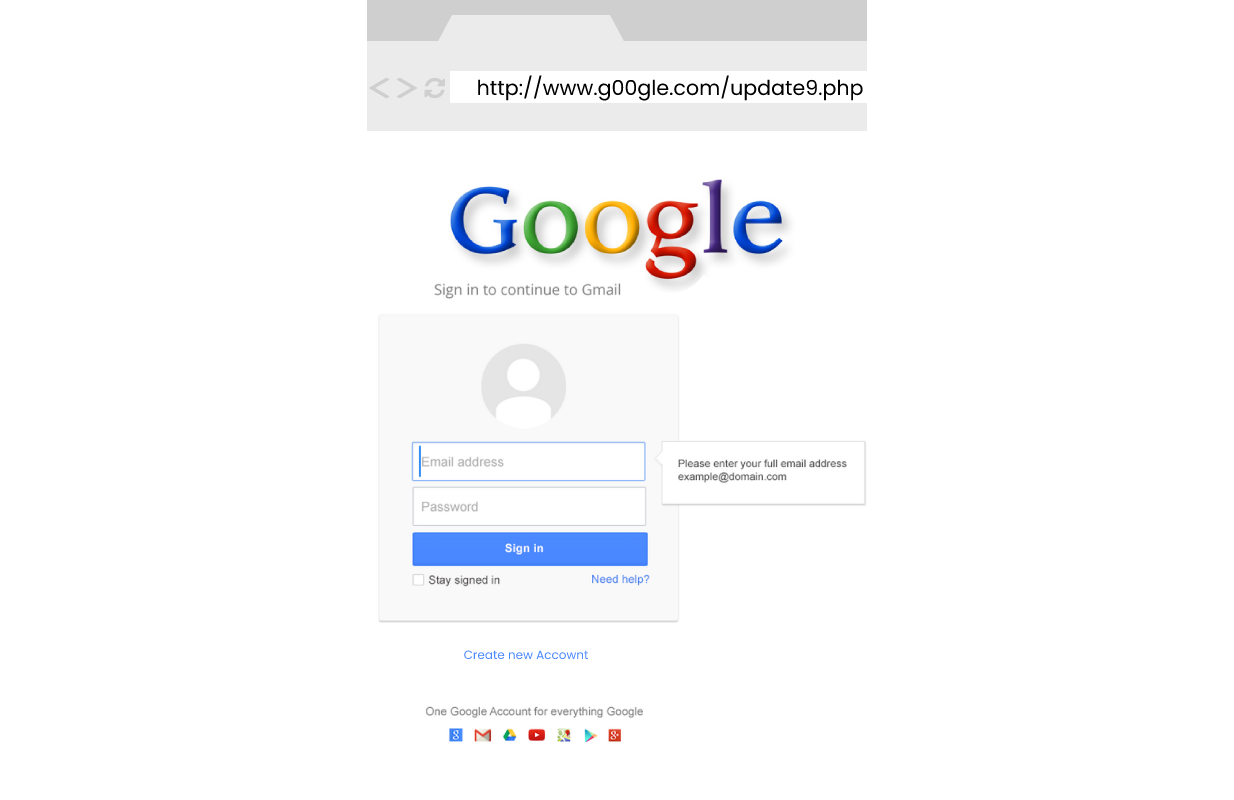 http://www.g00gle.com/update9.php
Google
Sign in to continue to Gmail
Email address
Please enter your full email address
example@domain.com
Password
Sign in
Stay signed in
Need help?
Create new Accownt
One Google Account for everything Google